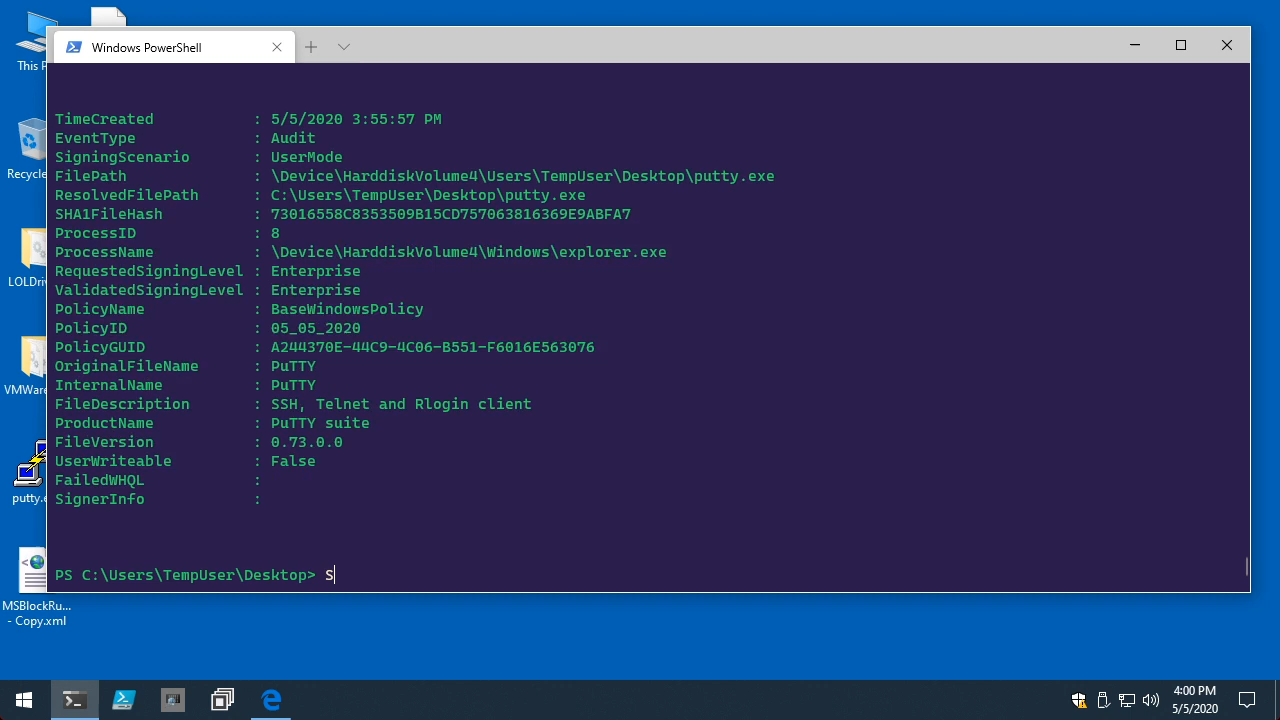 Windows PowerShell
This P
Recycle
LOLDriv
VMWare
putty.e
MSBlockRu...
- Copy.xml
TimeCreated : 5/5/2020 3:55:57 PM
EventType : Audit
SigningScenario : UserMode
FilePath : \Device\HarddiskVolume4\Users\TempUser\Desktop\putty.exe
ResolvedFilePath : C:\Users\TempUser\Desktop\putty.exe
SHA1FileHash : 73016558C8353509B15CD757063816369E9ABFA7
ProcessID : 8
ProcessName : \Device\HarddiskVolume4\Windows\explorer.exe
RequestedSigningLevel : Enterprise
ValidatedSigningLevel : Enterprise
PolicyName : BaseWindowsPolicy
PolicyID : 05_05_2020
PolicyGUID : A244370E-44C9-4C06-B551-F6016E563076
OriginalFileName : PuTTY
InternalName : PuTTY
FileDescription : SSH, Telnet and Rlogin client
ProductName : PuTTY suite
FileVersion : 0.73.0.0
UserWriteable : False
FailedWHQL :
SignerInfo :
PS C:\Users\TempUser\Desktop> S
4:00 PM
5/5/2020